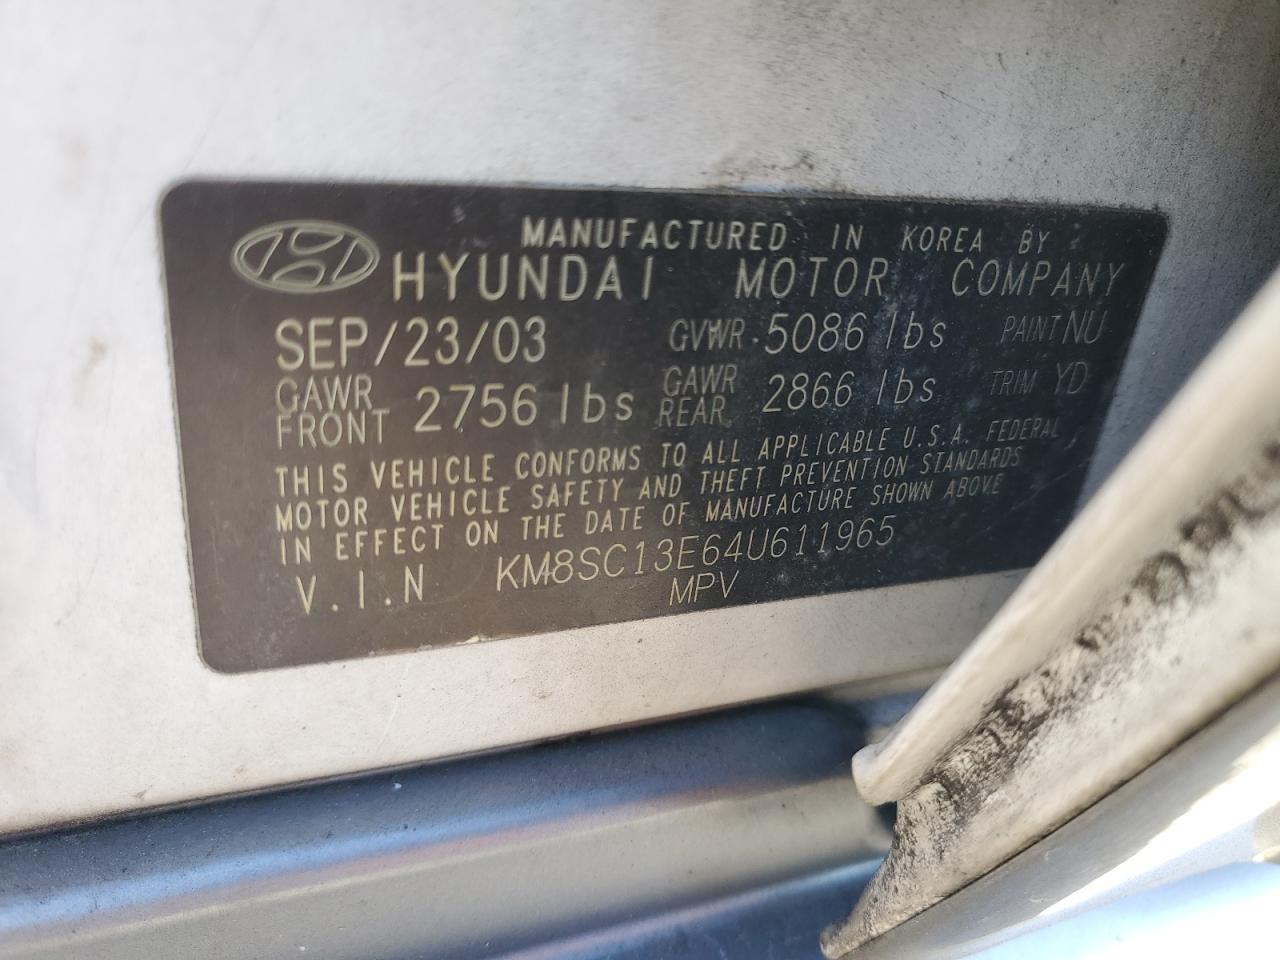 MANUFACTURED IN KOREA BY
HYUNDAI MOTOR COMPANY
SEP/23/03 GVWR 5086 lbs PAINT NU
GAWR FRONT 2756 lbs GAWR REAR 2866 lbs TRIM YD
THIS VEHICLE CONFORMS TO ALL APPLICABLE U.S.A. FEDERAL
MOTOR VEHICLE SAFETY AND THEFT PREVENTION STANDARDS
IN EFFECT ON THE DATE OF MANUFACTURE SHOWN ABOVE
V.I.N KM8SC13E64U611965
MPV